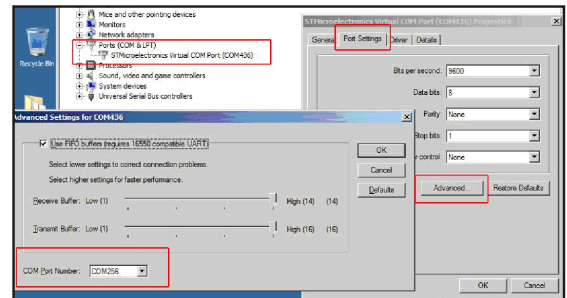 Mice and other pointing devices
Monitors
Network adapters
Ports (COM & LPT)
STMicroelectronics Virtual COM Port (COM436)
Processors
Sound, video and game controllers
System devices
Universal Serial Bus controllers
Recycle Bin
STMicroelectronics Virtual COM Port (COM436) Properties
General Port Settings Driver Details
Bits per second: 9600
Data bits: 8
Parity: None
Stop bits: 1
control: None
Advanced... Restore Defaults
OK Cancel
Advanced Settings for COM436
Use FIFO buffers (requires 16550 compatible UART)
Select lower settings to correct connection problems.
Select higher settings for faster performance.
Receive Buffer: Low (1) High (14) (14)
Transmit Buffer: Low (1) High (16) (16)
COM Port Number: COM256
OK
Cancel
Defaults